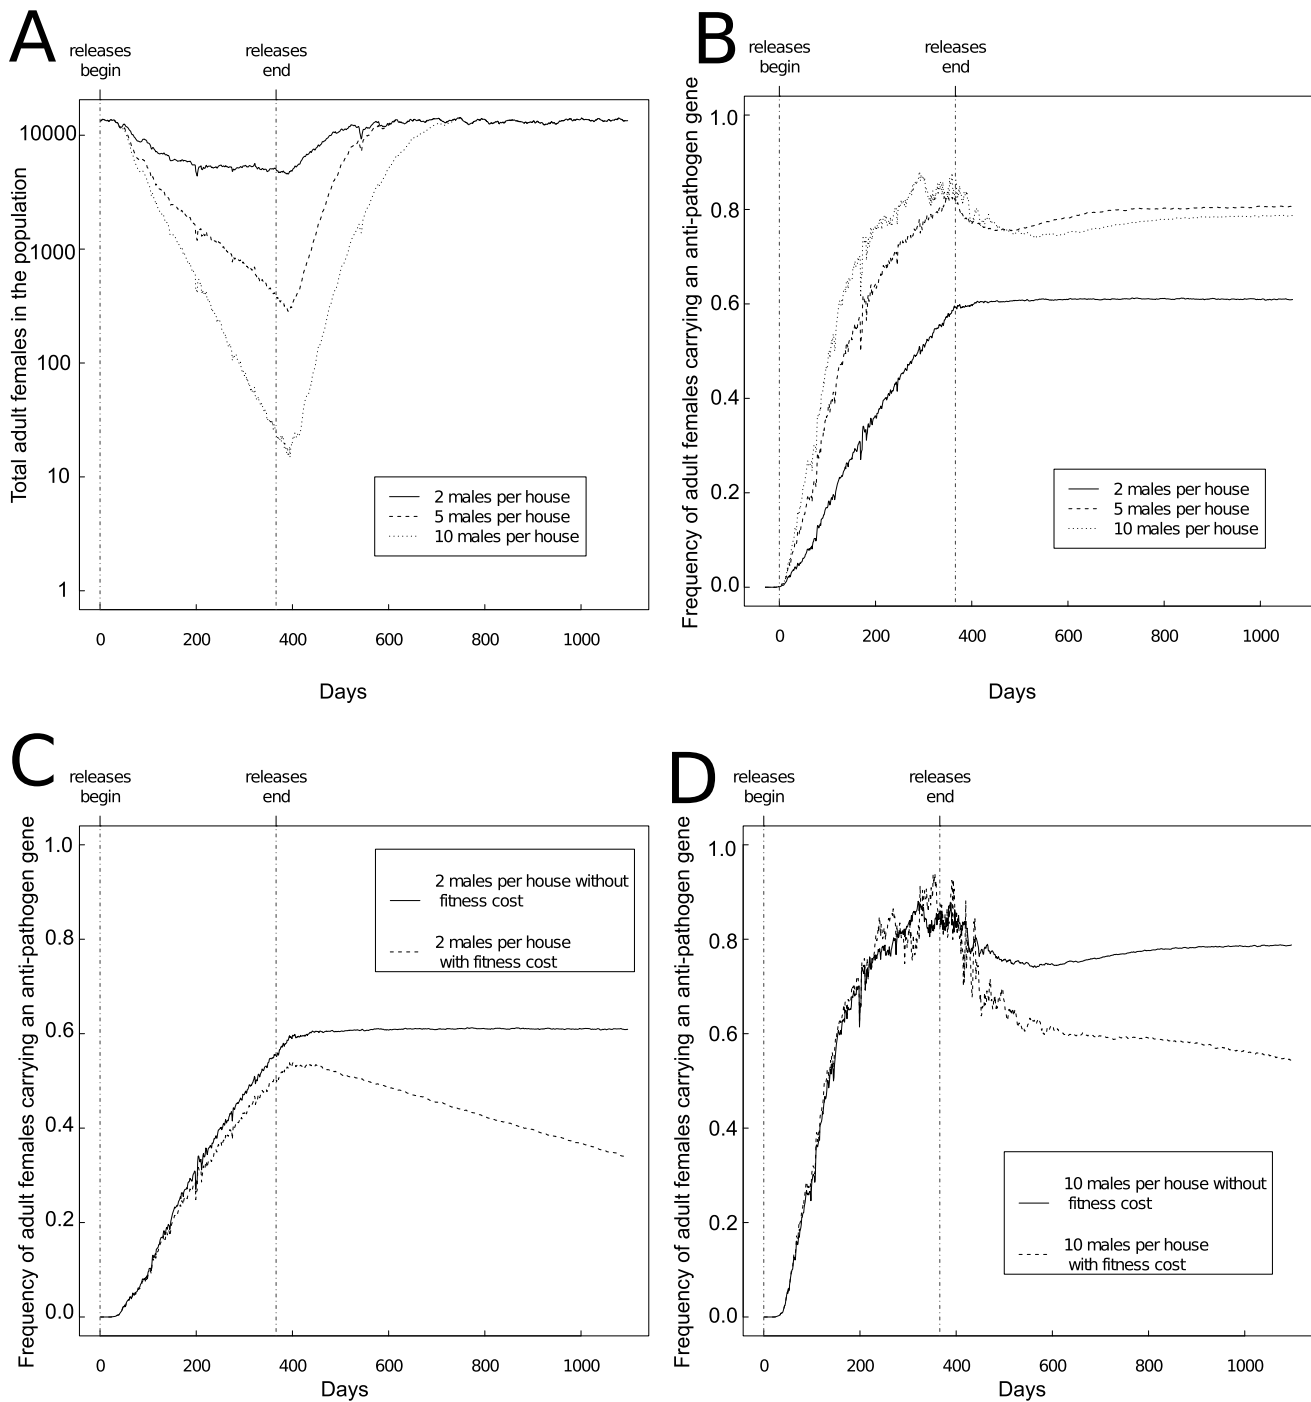 A
releases
begin
releases
end
Total adult females in the population
10000
1000
100
10
1
2 males per house
5 males per house
10 males per house
0 200 400 600 800 1000
Days
B
releases
begin
releases
end
Frequency of adult females carrying an anti-pathogen gene
1.0
0.8
0.6
0.4
0.2
0.0
2 males per house
5 males per house
10 males per house
0 200 400 600 800 1000
Days
C
releases
begin
releases
end
Frequency of adult females carrying an anti-pathogen gene
1.0
0.8
0.6
0.4
0.2
0.0
2 males per house without
fitness cost
2 males per house
with fitness cost
0 200 400 600 800 1000
Days
D
releases
begin
releases
end
Frequency of adult females carrying an anti-pathogen gene
1.0
0.8
0.6
0.4
0.2
0.0
10 males per house without
fitness cost
10 males per house
with fitness cost
0 200 400 600 800 1000
Days